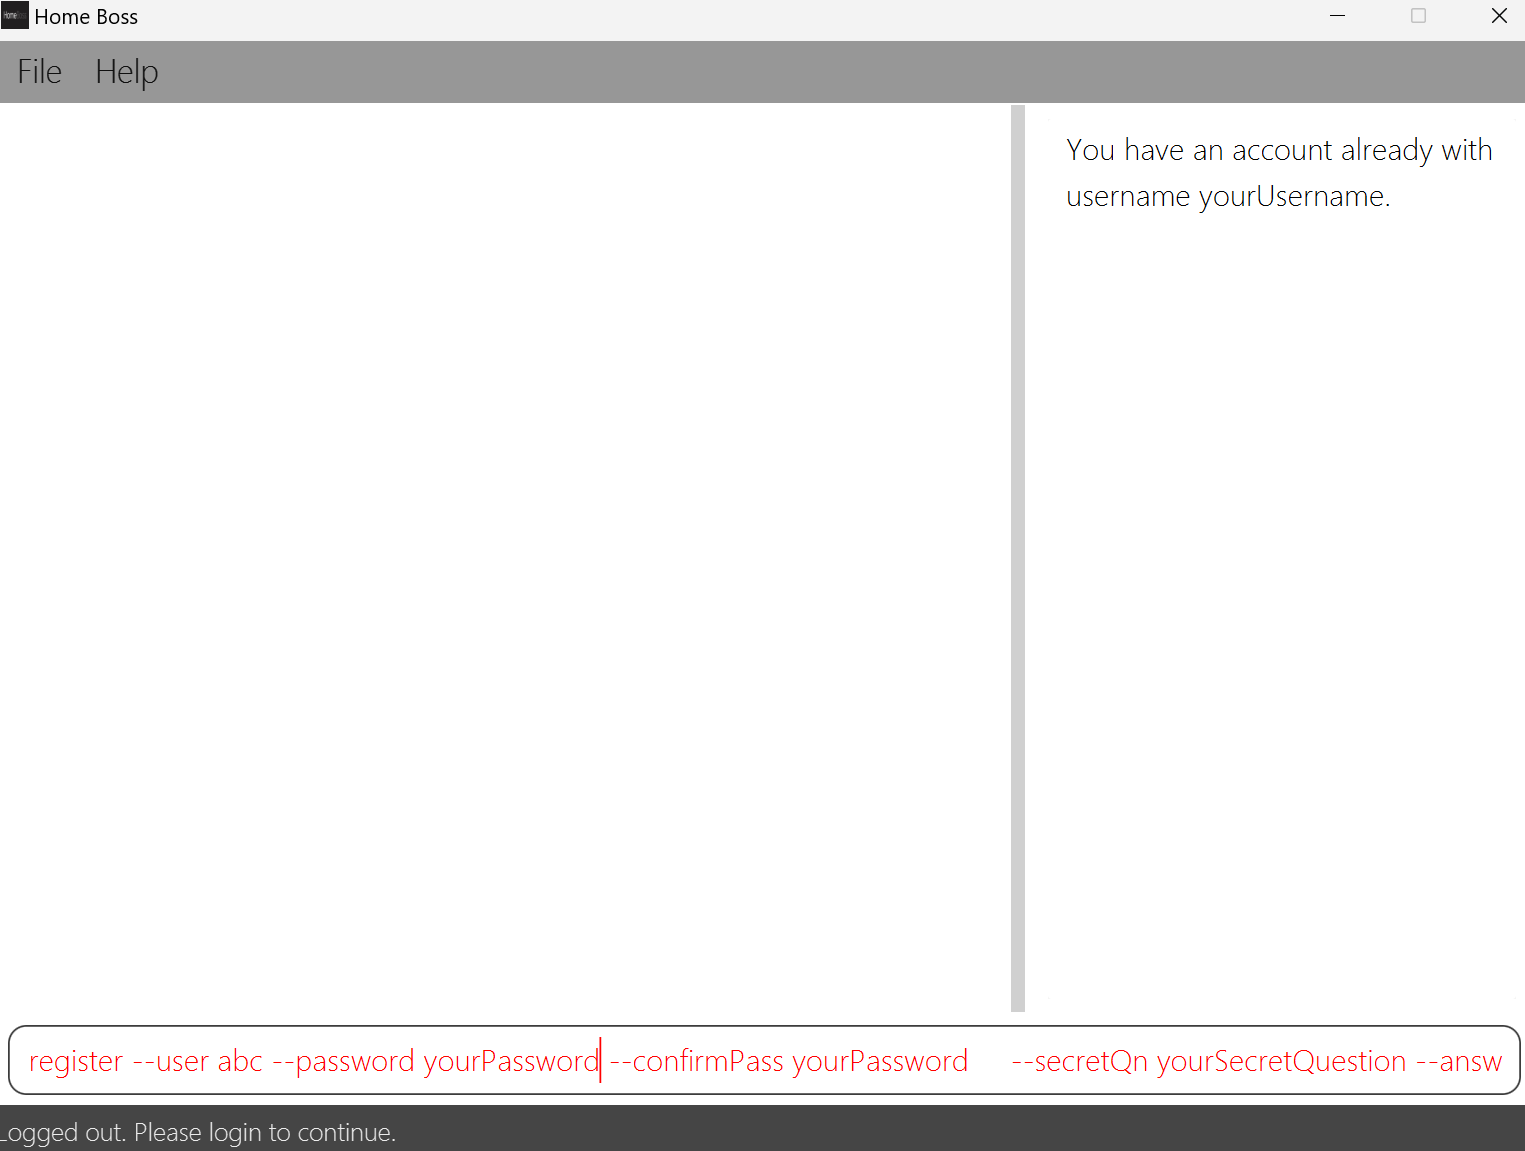 Home Boss
File Help
You have an account already with
username yourUsername.
register --user abc --password yourPassword --confirmPass yourPassword --secretQn yourSecretQuestion --answ
Logged out. Please login to continue.